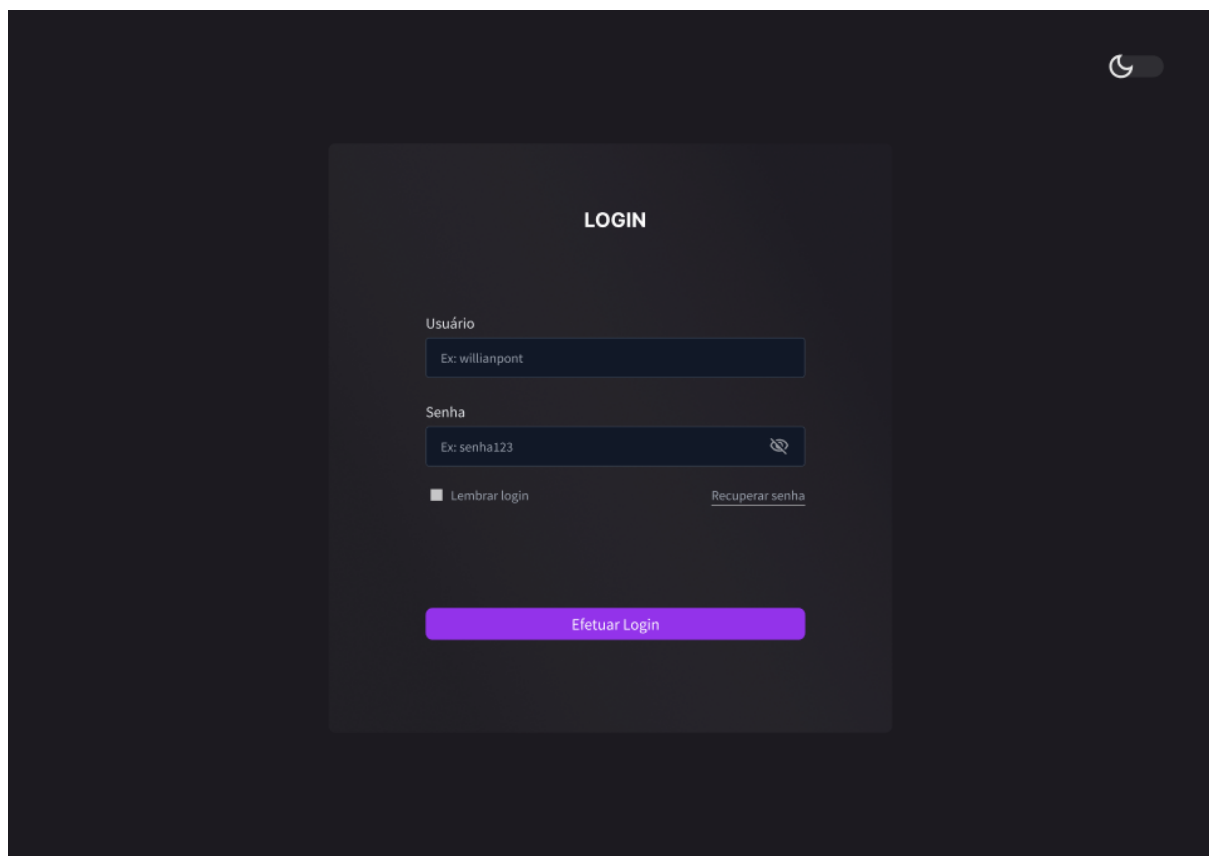 LOGIN
Usuário
Ex: willianpont
Senha
Ex: senha123
Lembrar login
Recuperar senha
Efetuar Login